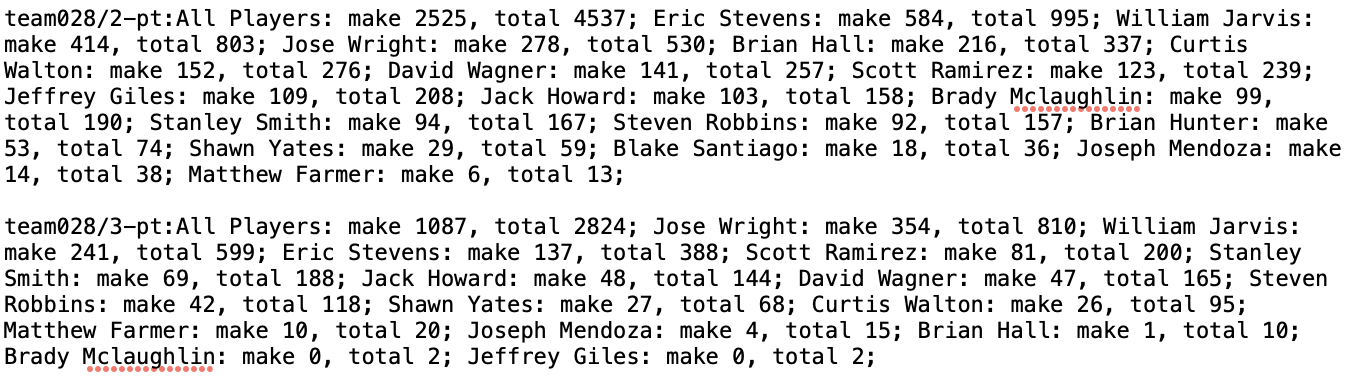 team028/2-pt:All Players: make 2525, total 4537; Eric Stevens: make 584, total 995; William Jarvis:
make 414, total 803; Jose Wright: make 278, total 530; Brian Hall: make 216, total 337; Curtis
Walton: make 152, total 276; David Wagner: make 141, total 257; Scott Ramirez: make 123, total 239;
Jeffrey Giles: make 109, total 208; Jack Howard: make 103, total 158; Brady Mclaughlin: make 99,
total 190; Stanley Smith: make 94, total 167; Steven Robbins: make 92, total 157; Brian Hunter: make
53, total 74; Shawn Yates: make 29, total 59; Blake Santiago: make 18, total 36; Joseph Mendoza: make
14, total 38; Matthew Farmer: make 6, total 13;
team028/3-pt:All Players: make 1087, total 2824; Jose Wright: make 354, total 810; William Jarvis:
make 241, total 599; Eric Stevens: make 137, total 388; Scott Ramirez: make 81, total 200; Stanley
Smith: make 69, total 188; Jack Howard: make 48, total 144; David Wagner: make 47, total 165; Steven
Robbins: make 42, total 118; Shawn Yates: make 27, total 68; Curtis Walton: make 26, total 95;
Matthew Farmer: make 10, total 20; Joseph Mendoza: make 4, total 15; Brian Hall: make 1, total 10;
Brady Mclaughlin: make 0, total 2; Jeffrey Giles: make 0, total 2;